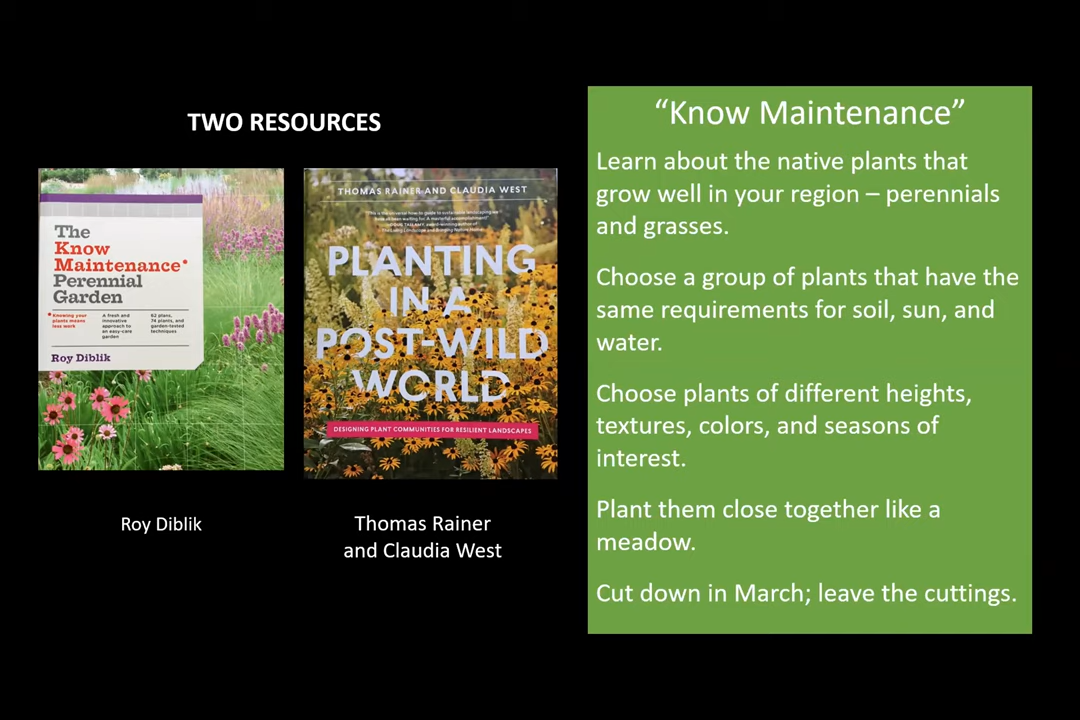 TWO RESOURCES
The
Know
Maintenance*
Perennial
Garden
* Knowing your
plants means
less work
A fresh and
innovative
approach to
an easy-care
garden
62 plans,
74 plants, and
garden-tested
techniques
Roy Diblik
THOMAS RAINER AND CLAUDIA WEST
PLANTING
IN A
POST-WILD
WORLD
DESIGNING PLANT COMMUNITIES FOR RESILIENT LANDSCAPES
Roy Diblik
Thomas Rainer
and Claudia West
“Know Maintenance”
Learn about the native plants that
grow well in your region – perennials
and grasses.
Choose a group of plants that have the
same requirements for soil, sun, and
water.
Choose plants of different heights,
textures, colors, and seasons of
interest.
Plant them close together like a
meadow.
Cut down in March; leave the cuttings.